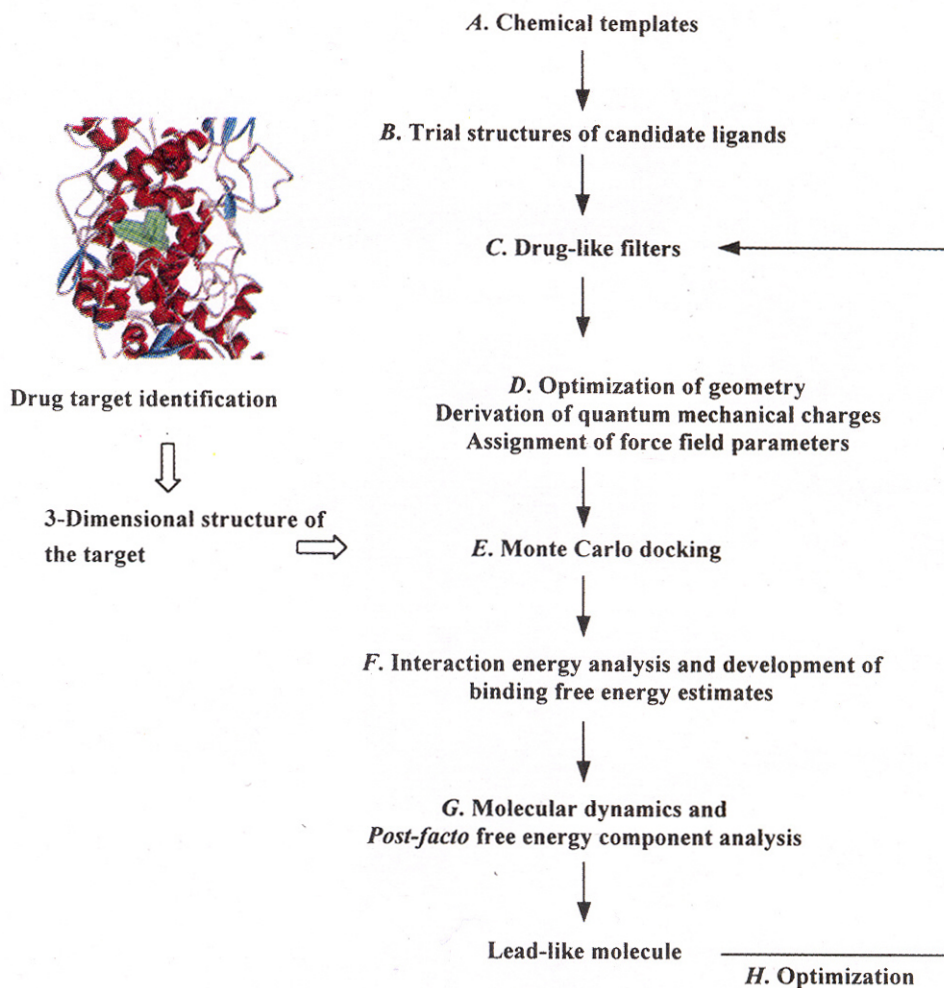 A. Chemical templates
B. Trial structures of candidate ligands
C. Drug-like filters
Drug target identification
D. Optimization of geometry
Derivation of quantum mechanical charges
Assignment of force field parameters
3-Dimensional structure of
the target
E. Monte Carlo docking
F. Interaction energy analysis and development of
binding free energy estimates
G. Molecular dynamics and
Post-facto free energy component analysis
Lead-like molecule
H. Optimization